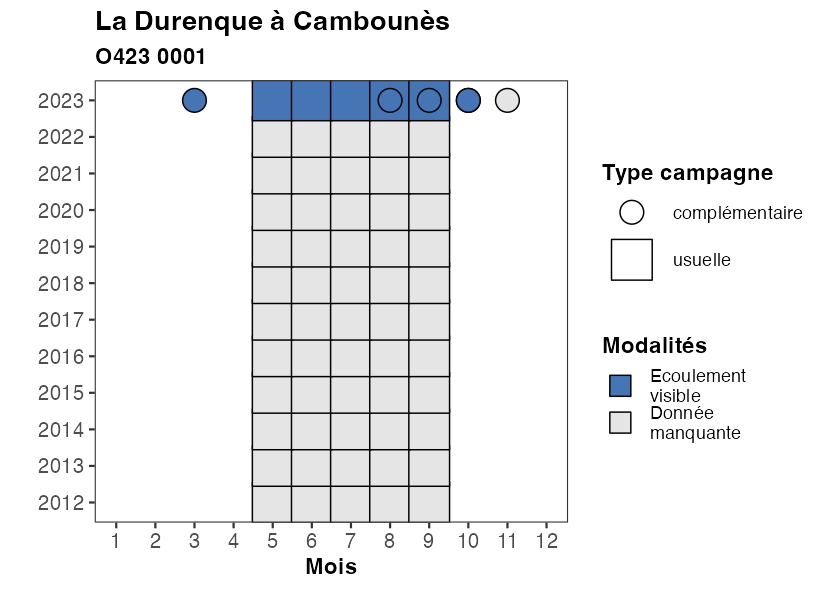 La Durenque à Cambounès
O423 0001
2023
2022
2021
2020
2019
2018
2017
2016
2015
2014
2013
2012
1 2 3 4 5 6 7 8 9 10 11 12
Mois
Type campagne
complémentaire
usuelle
Modalités
Ecoulement
visible
Donnée
manquante